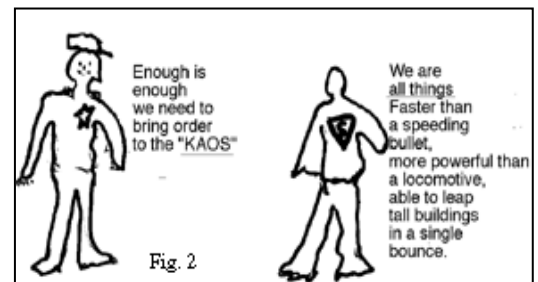 Enough is
enough
we need to
bring order
to the "KAOS"
Fig. 2
We are
all things
Faster than
a speeding
bullet,
more powerful than
a locomotive,
able to leap
tall buildings
in a single
bounce.
S